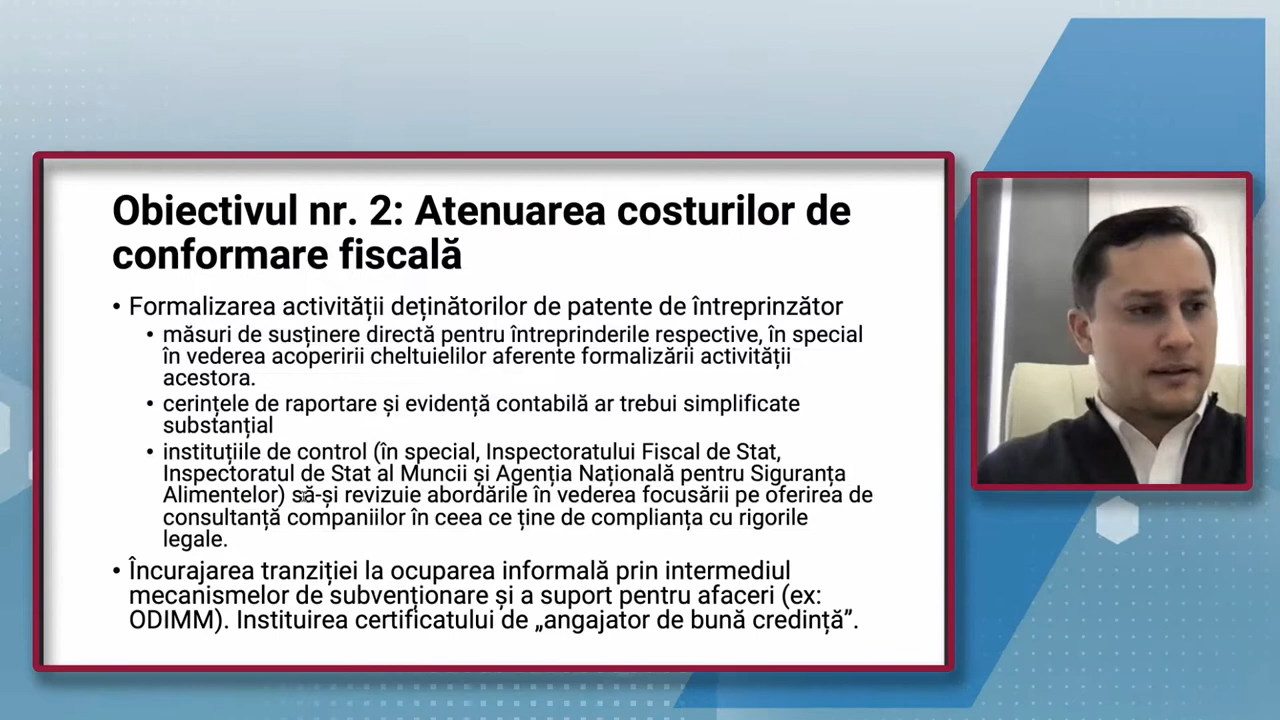 Obiectivul nr. 2: Atenuarea costurilor de
conformare fiscală
• Formalizarea activității deținătorilor de patente de întreprinzător
• măsuri de susținere directă pentru întreprinderile respective, în special
în vederea acoperirii cheltuielilor aferente formalizării activității
acestora.
• cerințele de raportare și evidență contabilă ar trebui simplificate
substanțial
• instituțiile de control (în special, Inspectoratului Fiscal de Stat,
Inspectoratul de Stat al Muncii și Agenția Națională pentru Siguranța
Alimentelor) să-și revizuie abordările în vederea focusării pe oferirea de
consultanță companiilor în ceea ce ține de complianța cu rigorile
legale.
• Încurajarea tranziției la ocuparea informală prin intermediul
mecanismelor de subvenționare și a suport pentru afaceri (ex:
ODIMM). Instituirea certificatului de „angajator de bună credință”.